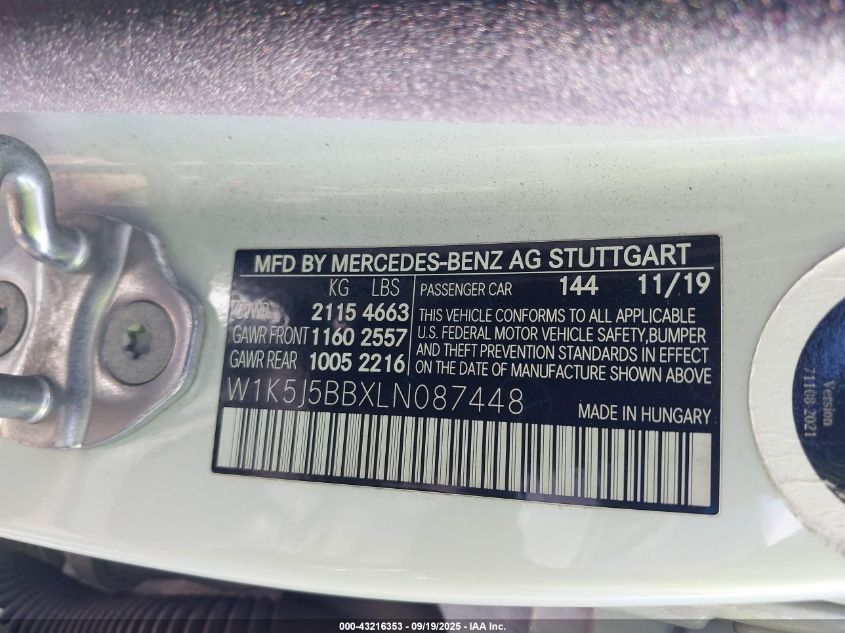 MFD BY MERCEDES-BENZ AG STUTTGART
KG LBS
PASSENGER CAR 144 11/19
GVWR 2115 4663
GAWR FRONT 1160 2557
GAWR REAR 1005 2216
THIS VEHICLE CONFORMS TO ALL APPLICABLE
U.S. FEDERAL MOTOR VEHICLE SAFETY, BUMPER
AND THEFT PREVENTION STANDARDS IN EFFECT
ON THE DATE OF MANUFACTURE SHOWN ABOVE.
W1K5J5BBXLN087448
MADE IN HUNGARY
Version
71108-2021
000-43216353 - 09/19/2025 - IAA Inc.